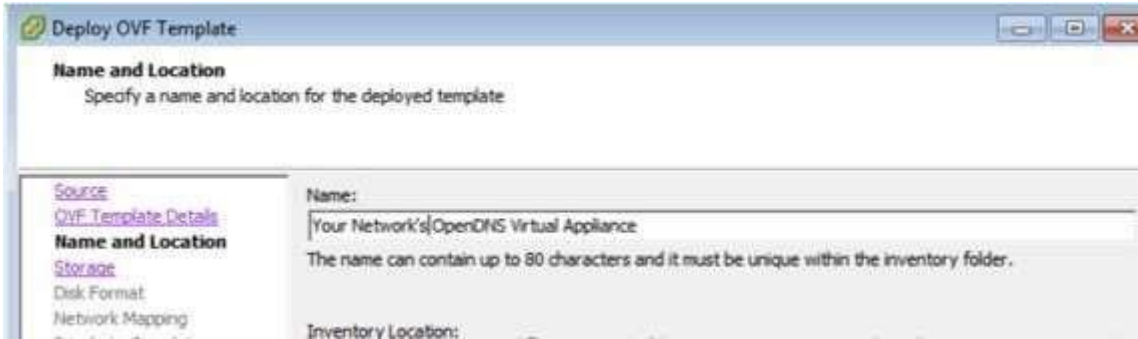 Deploy OVF Template
Name and Location
Specify a name and location for the deployed template
Source
OVF Template Details
Name and Location
Storage
Disk Format
Network Mapping
Name:
Your Network's OpenDNS Virtual Appliance
The name can contain up to 80 characters and it must be unique within the inventory folder.
Inventory Location: